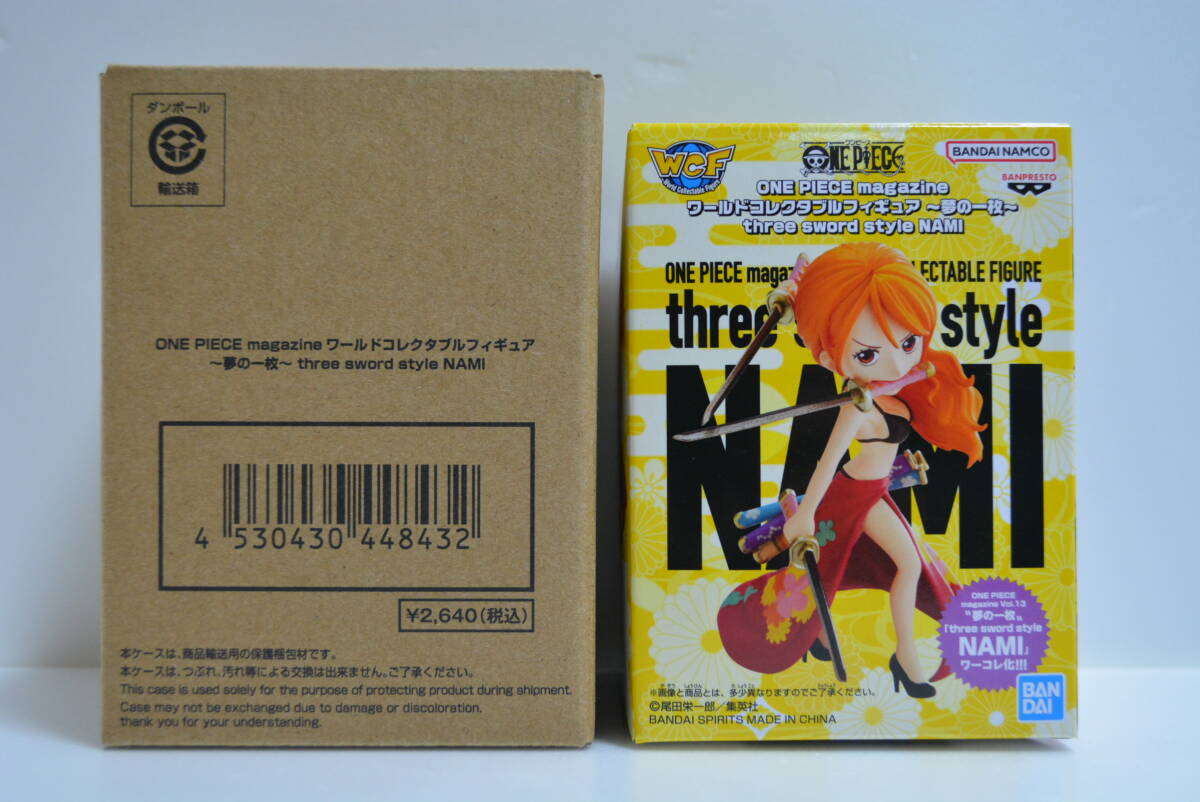 ダンボール
輸送箱
ONE PIECE magazine ワールドコレクタブルフィギュア
～夢の一枚～ three sword style NAMI
4 530430 448432
¥2,640(税込)
本ケースは、商品輸送用の保護梱包材です。
本ケースは、つぶれ、汚れ等による交換は出来ません。ご了承ください。
This case is used solely for the purpose of protecting product during shipment.
Case may not be exchanged due to damage or discoloration.
thank you for your understanding.
WCF
World Collectable Figure
ワンピース
ONE PIECE
BANDAI NAMCO
BANPRESTO
ONE PIECE magazine
ワールドコレクタブルフィギュア ～夢の一枚～
three sword style NAMI
ONE PIECE maga LECTABLE FIGURE
three s style
NAMI
ONE PIECE
magazine Vol.13
〝夢の一枚〟
「three sword style
NAMI」
ワーコレ化!!!
※画像と商品とは、多少異なりますのでご了承ください。
©尾田栄一郎／集英社
BANDAI SPIRITS MADE IN CHINA
BAN
DAI